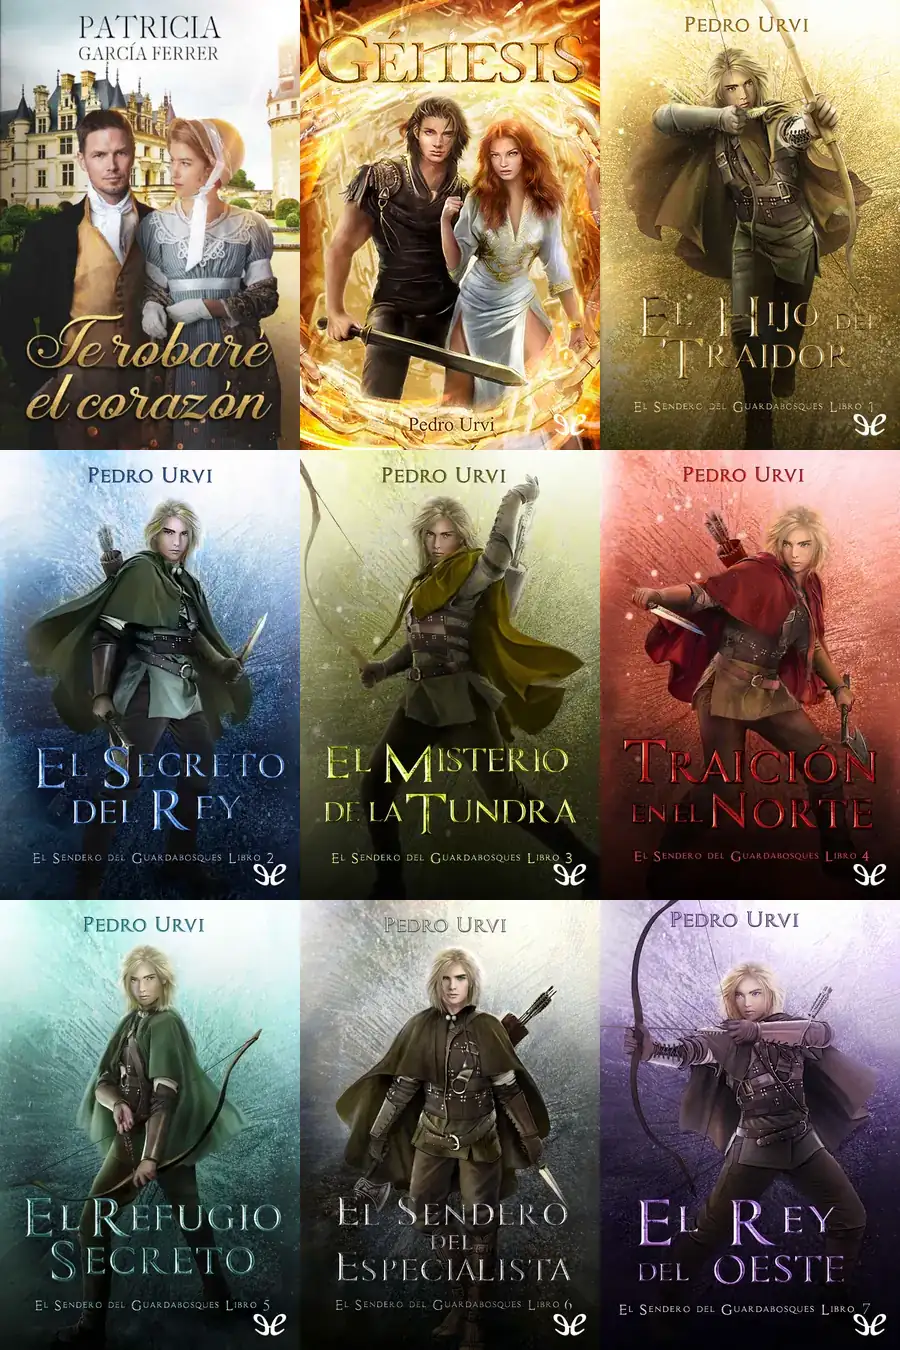 PATRICIA
GARCÍA FERRER
Te robaré
el corazón
GÉNESIS
Pedro Urvi
PEDRO URVI
EL HIJO DEL
TRAIDOR
EL SENDERO DEL GUARDABOSQUES LIBRO 1
PEDRO URVI
EL SECRETO
DEL REY
EL SENDERO DEL GUARDABOSQUES LIBRO 2
PEDRO URVI
EL MISTERIO
DE LA TUNDRA
EL SENDERO DEL GUARDABOSQUES LIBRO 3
PEDRO URVI
TRAICIÓN
EN EL NORTE
EL SENDERO DEL GUARDABOSQUES LIBRO 4
PEDRO URVI
EL REFUGIO
SECRETO
EL SENDERO DEL GUARDABOSQUES LIBRO 5
PEDRO URVI
EL SENDERO
DEL
ESPECIALISTA
EL SENDERO DEL GUARDABOSQUES LIBRO 6
PEDRO URVI
EL REY
DEL OESTE
EL SENDERO DEL GUARDABOSQUES LIBRO 7